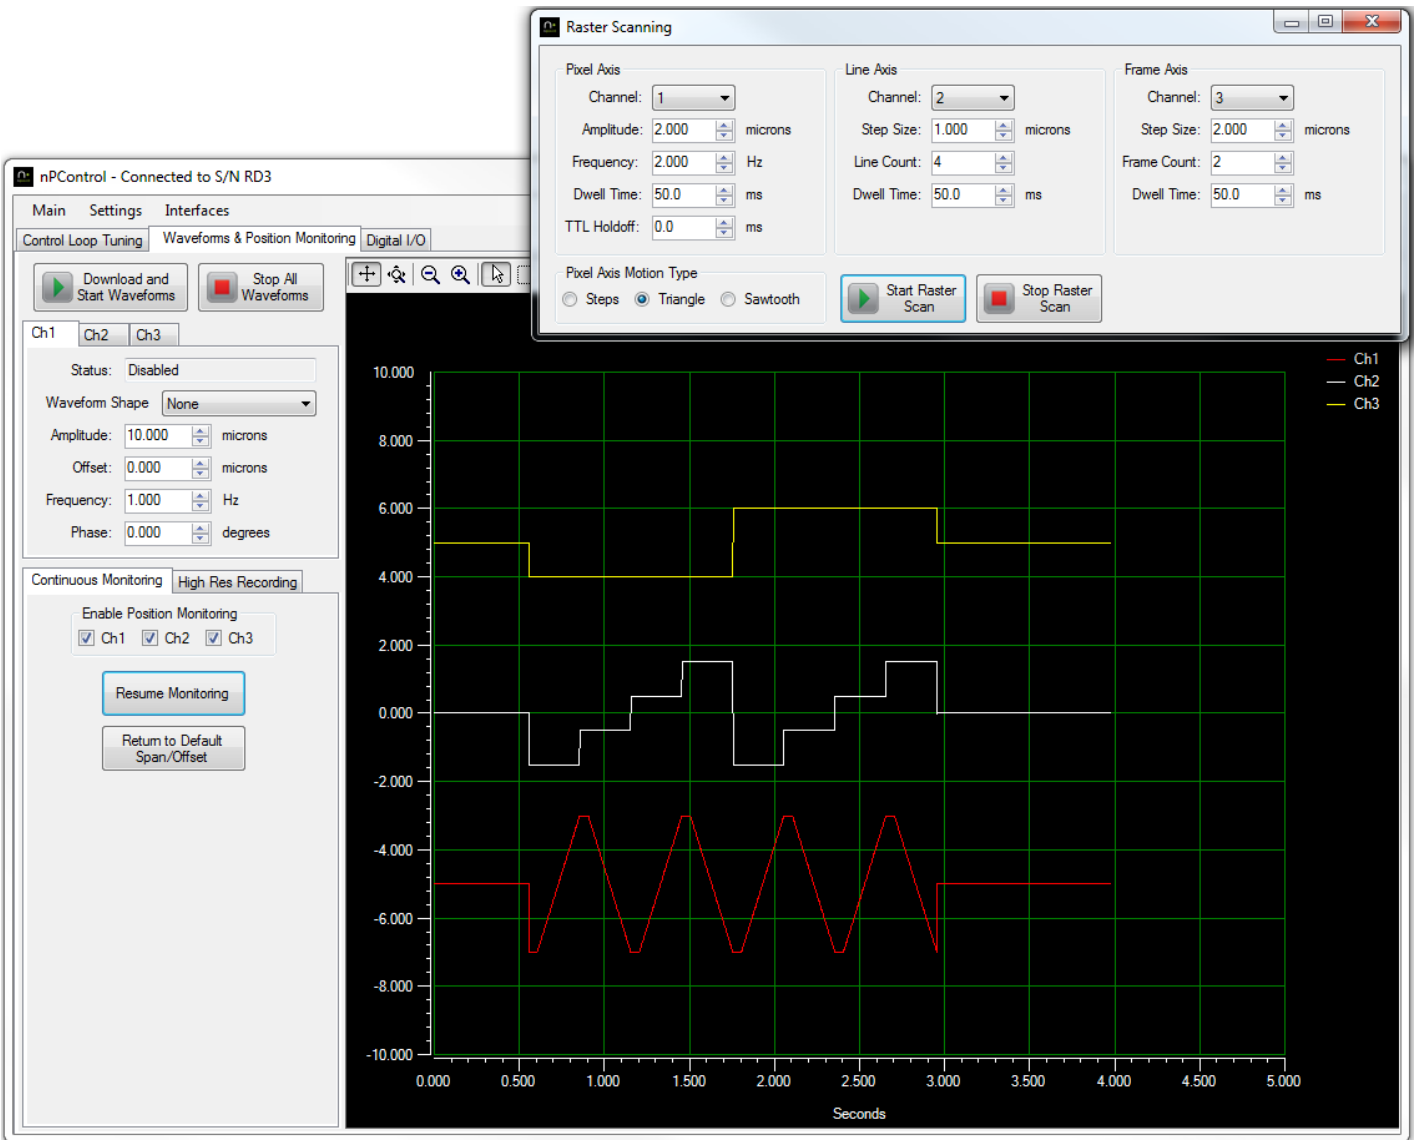 Raster Scanning
Pixel Axis
Channel: 1
Amplitude: 2.000 microns
Frequency: 2.000 Hz
Dwell Time: 50.0 ms
TTL Holdoff: 0.0 ms
Line Axis
Channel: 2
Step Size: 1.000 microns
Line Count: 4
Dwell Time: 50.0 ms
Frame Axis
Channel: 3
Step Size: 2.000 microns
Frame Count: 2
Dwell Time: 50.0 ms
Pixel Axis Motion Type
Steps Triangle Sawtooth
Start Raster
Scan
Stop Raster
Scan
nPControl - Connected to S/N RD3
Main Settings Interfaces
Control Loop Tuning Waveforms & Position Monitoring Digital I/O
Download and
Start Waveforms
Stop All
Waveforms
Ch1 Ch2 Ch3
Status: Disabled
Waveform Shape None
Amplitude: 10.000 microns
Offset: 0.000 microns
Frequency: 1.000 Hz
Phase: 0.000 degrees
Continuous Monitoring High Res Recording
Enable Position Monitoring
Ch1 Ch2 Ch3
Resume Monitoring
Return to Default
Span/Offset
Ch1
Ch2
Ch3
10.000
8.000
6.000
4.000
2.000
0.000
-2.000
-4.000
-6.000
-8.000
-10.000
0.000 0.500 1.000 1.500 2.000 2.500 3.000 3.500 4.000 4.500 5.000
Seconds